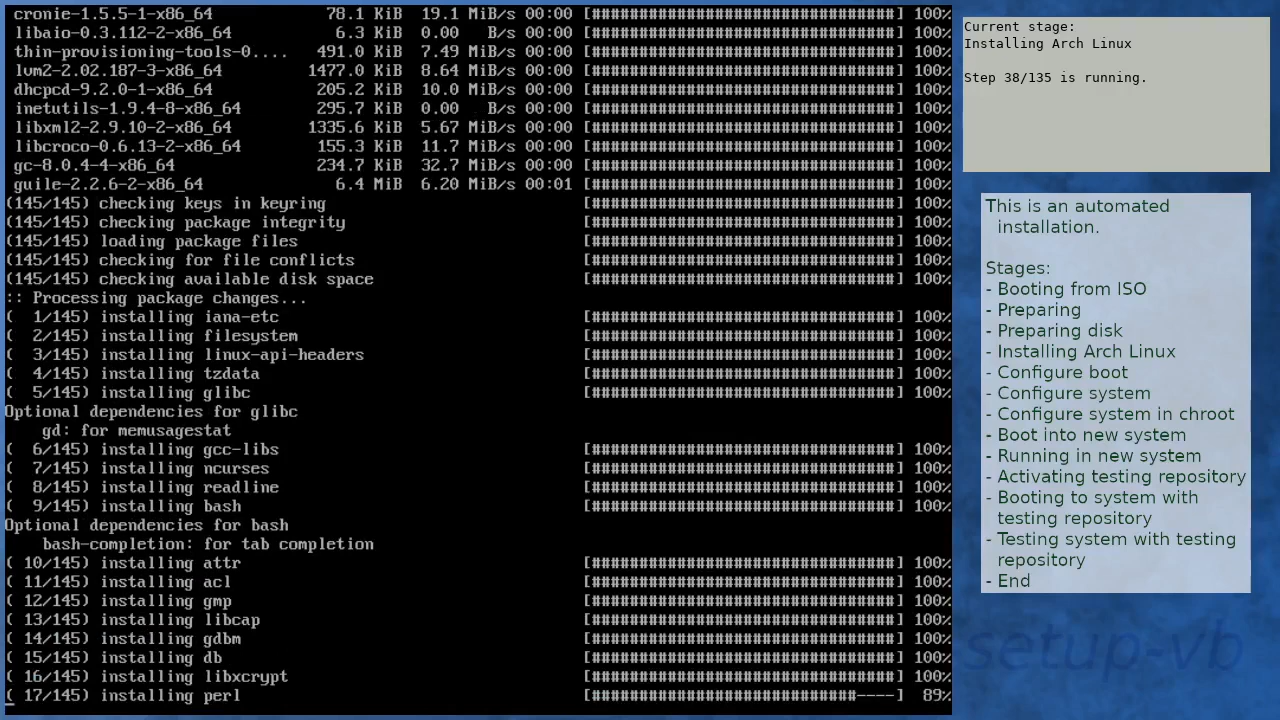 cronie-1.5.5-1-x86_64 78.1 KiB 19.1 MiB/s 00:00 [################################] 100%
libaio-0.3.112-2-x86_64 6.3 KiB 0.00 B/s 00:00 [################################] 100%
thin-provisioning-tools-0.... 491.0 KiB 7.49 MiB/s 00:00 [################################] 100%
lvm2-2.02.187-3-x86_64 1477.0 KiB 8.64 MiB/s 00:00 [################################] 100%
dhcpcd-9.2.0-1-x86_64 205.2 KiB 10.0 MiB/s 00:00 [################################] 100%
inetutils-1.9.4-8-x86_64 295.7 KiB 0.00 B/s 00:00 [################################] 100%
libxml2-2.9.10-2-x86_64 1335.6 KiB 5.67 MiB/s 00:00 [################################] 100%
libcroco-0.6.13-2-x86_64 155.3 KiB 11.7 MiB/s 00:00 [################################] 100%
gc-8.0.4-4-x86_64 234.7 KiB 32.7 MiB/s 00:00 [################################] 100%
guile-2.2.6-2-x86_64 6.4 MiB 6.20 MiB/s 00:01 [################################] 100%
(145/145) checking keys in keyring [################################] 100%
(145/145) checking package integrity [################################] 100%
(145/145) loading package files [################################] 100%
(145/145) checking for file conflicts [################################] 100%
(145/145) checking available disk space [################################] 100%
:: Processing package changes...
( 1/145) installing iana-etc [################################] 100%
( 2/145) installing filesystem [################################] 100%
( 3/145) installing linux-api-headers [################################] 100%
( 4/145) installing tzdata [################################] 100%
( 5/145) installing glibc [################################] 100%
Optional dependencies for glibc
gd: for memusagestat
( 6/145) installing gcc-libs [################################] 100%
( 7/145) installing ncurses [################################] 100%
( 8/145) installing readline [################################] 100%
( 9/145) installing bash [################################] 100%
Optional dependencies for bash
bash-completion: for tab completion
( 10/145) installing attr [################################] 100%
( 11/145) installing acl [################################] 100%
( 12/145) installing gmp [################################] 100%
( 13/145) installing libcap [################################] 100%
( 14/145) installing gdbm [################################] 100%
( 15/145) installing db [################################] 100%
( 16/145) installing libxcrypt [################################] 100%
( 17/145) installing perl [############################----] 89%
Current stage:
Installing Arch Linux
Step 38/135 is running.
This is an automated
installation.
Stages:
- Booting from ISO
- Preparing
- Preparing disk
- Installing Arch Linux
- Configure boot
- Configure system
- Configure system in chroot
- Boot into new system
- Running in new system
- Activating testing repository
- Booting to system with
testing repository
- Testing system with testing
repository
- End
setup-vb